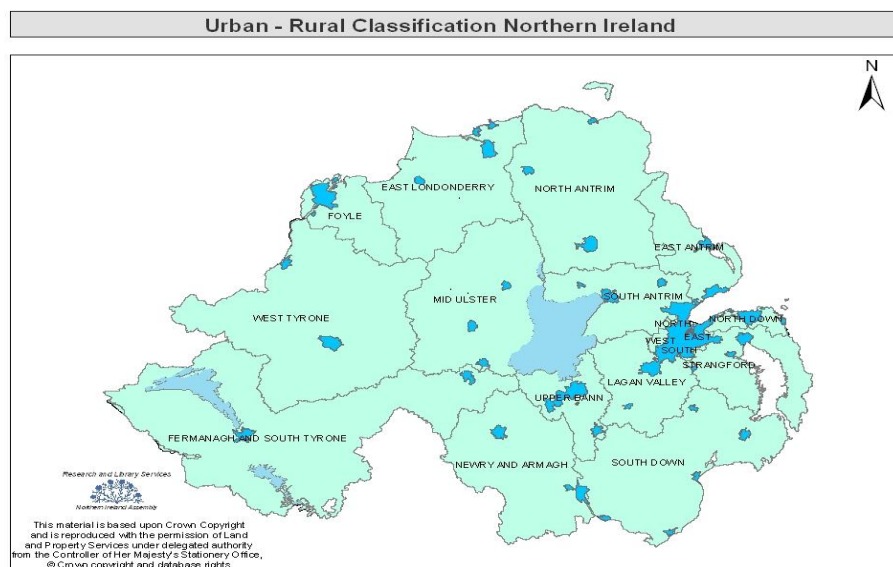 Urban - Rural Classification Northern Ireland
N
EAST LONDONDERRY
NORTH ANTRIM
FOYLE
EAST ANTRIM
MID ULSTER
SOUTH ANTRIM
WEST TYRONE
NORTH
NORTH DOWN
WEST
EAST
SOUTH
STRANGFORD
LAGAN VALLEY
UPPER BANN
FERMANAGH AND SOUTH TYRONE
NEWRY AND ARMAGH
SOUTH DOWN
Research and Library Services
Northern Ireland Assembly
This material is based upon Crown Copyright
and is reproduced with the permission of Land
and Property Services under delegated authority
from the Controller of Her Majesty's Stationery Office,
© Crown copyright and database rights